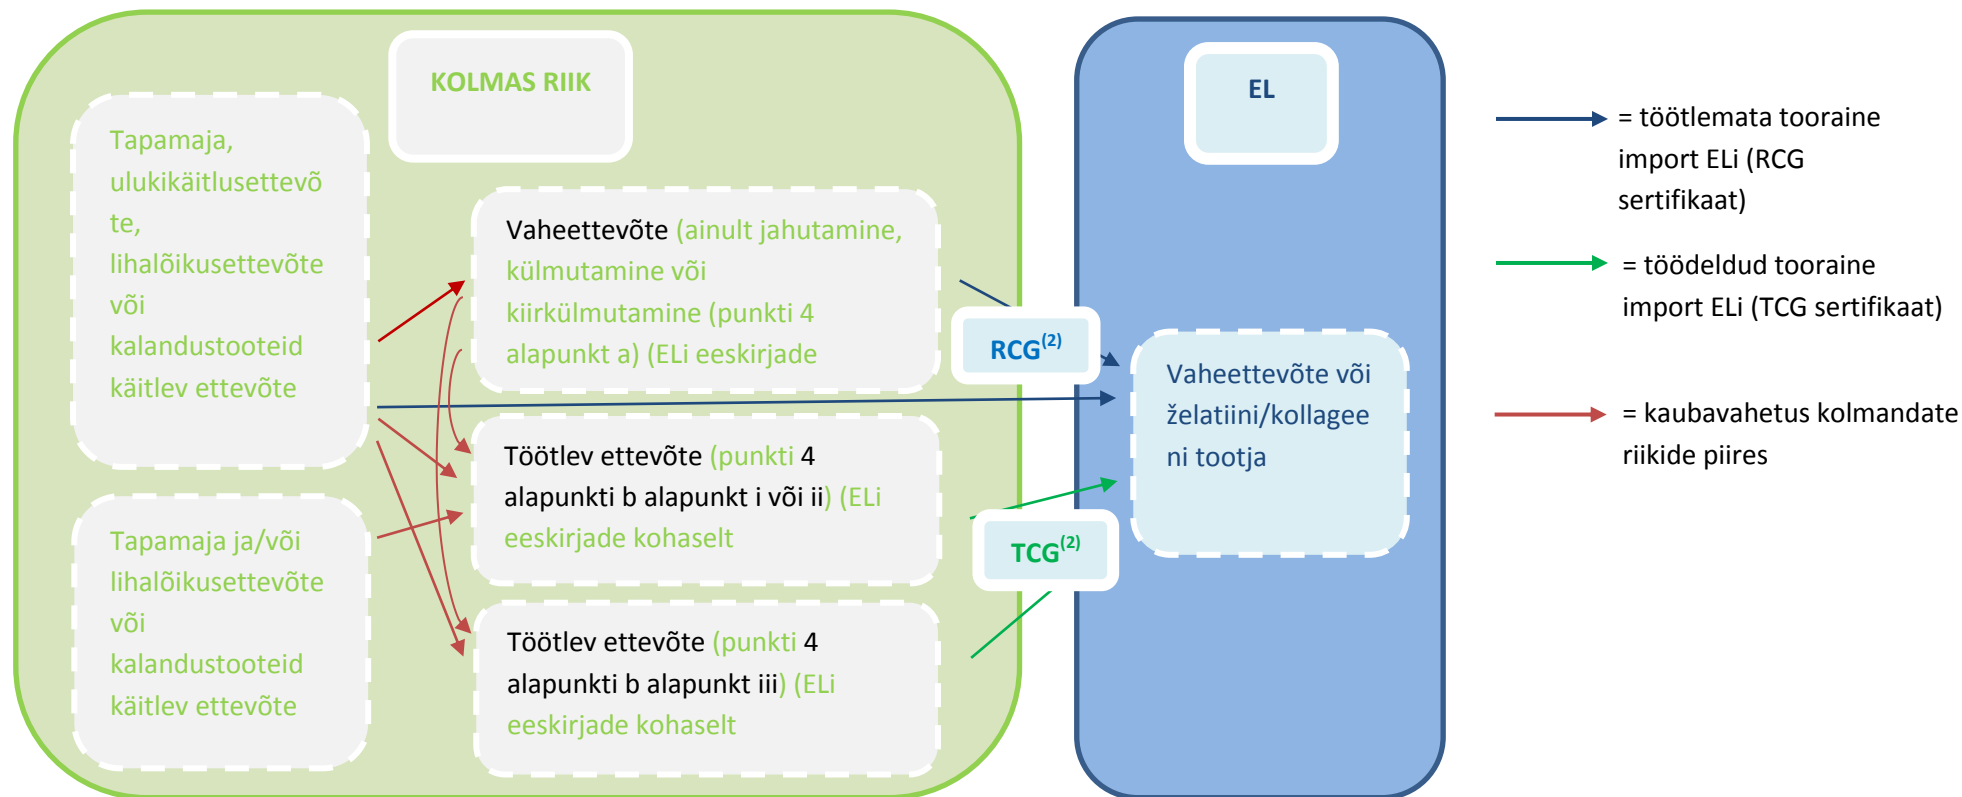 KOLMAS RIIK
Tapamaja,
ulukikäitlusettevõ
te,
lihalõikusettevõte
või
kalandustooteid
käitlev ettevõte
Tapamaja ja/või
lihalõikusettevõte
või
kalandustooteid
käitlev ettevõte
Vaheettevõte (ainult jahutamine,
külmutamine või
kiirkülmutamine (punkti 4
alapunkt a) (ELi eeskirjade
Töötlev ettevõte (punkti 4
alapunkti b alapunkt i või ii) (ELi
eeskirjade kohaselt
Töötlev ettevõte (punkti 4
alapunkti b alapunkt iii) (ELi
eeskirjade kohaselt
RCG(2)
TCG(2)
EL
Vaheettevõte või
želatiini/kollagee
ni tootja
= töötlemata tooraine
import ELi (RCG
sertifikaat)
= töödeldud tooraine
import ELi (TCG sertifikaat)
= kaubavahetus kolmandate
riikide piires